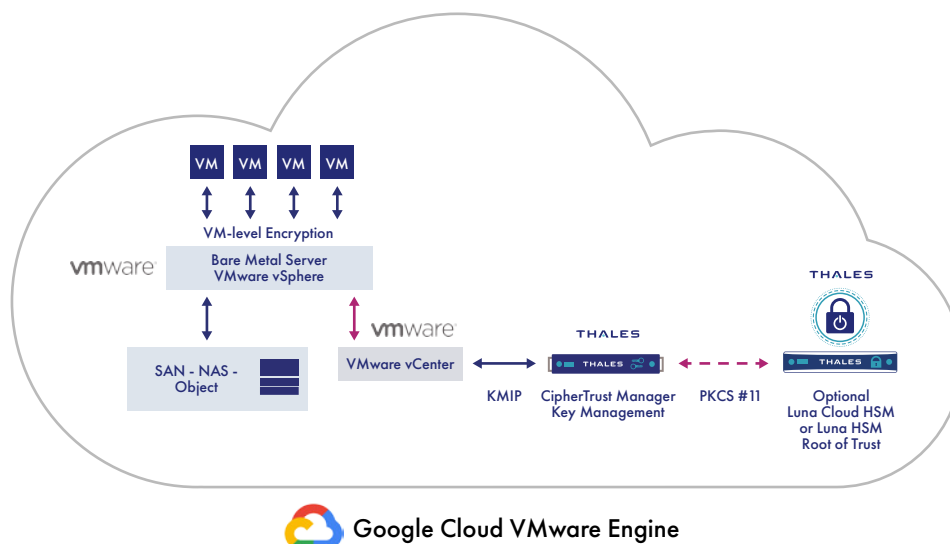 VM VM VM VM
VM-level Encryption
vmware
Bare Metal Server
VMware vSphere
vmware
SAN - NAS -
Object
VMware vCenter
KMIP
THALES
THALES
CipherTrust Manager
Key Management
PKCS #11
THALES
THALES
Optional
Luna Cloud HSM
or Luna HSM
Root of Trust
Google Cloud VMware Engine